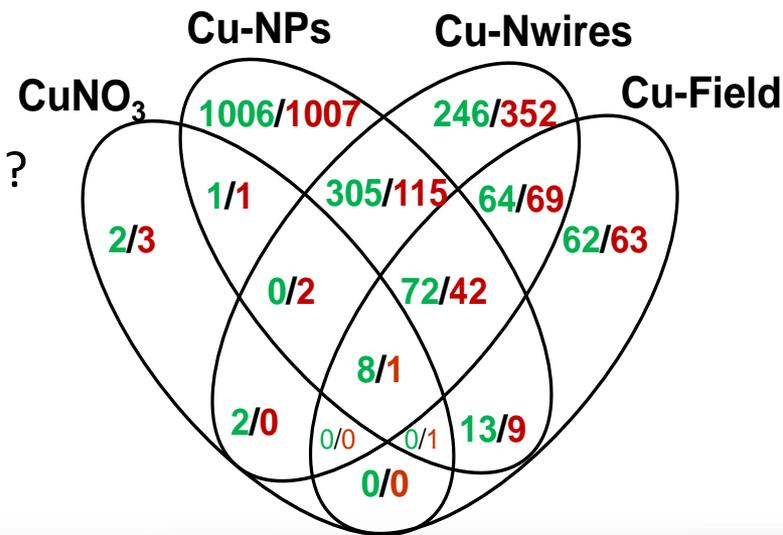 Cu-NPs Cu-Nwires
CuNO₃ Cu-Field
1006/1007 246/352
?
1/1 305/115 64/69
2/3 62/63
0/2 72/42
8/1
2/0 0/0 0/1 13/9
0/0